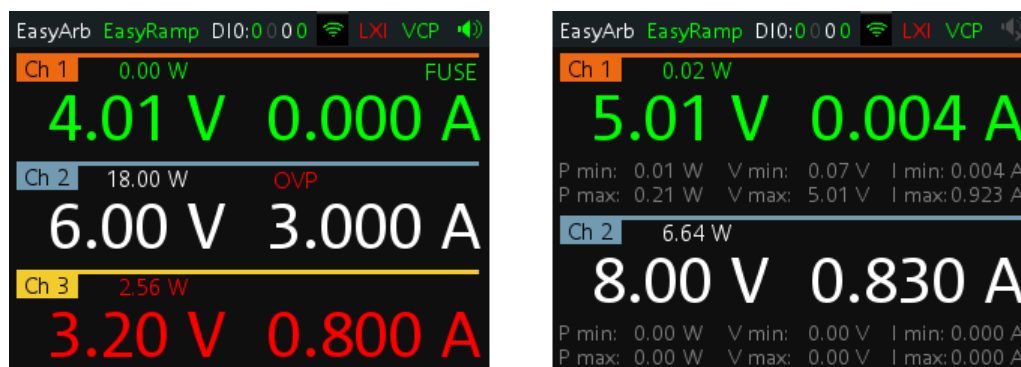 EasyArb EasyRamp DI0:0000 LXI VCP
Ch 1 0.00 W FUSE
4.01 V 0.000 A
Ch 2 18.00 W OVP
6.00 V 3.000 A
Ch 3 2.56 W
3.20 V 0.800 A
EasyArb EasyRamp DI0:0000 LXI VCP
Ch 1 0.02 W
5.01 V 0.004 A
P min: 0.01 W V min: 0.07 V I min: 0.004 A
P max: 0.21 W V max: 5.01 V I max: 0.923 A
Ch 2 6.64 W
8.00 V 0.830 A
P min: 0.00 W V min: 0.00 V I min: 0.000 A
P max: 0.00 W V max: 0.00 V I max: 0.000 A